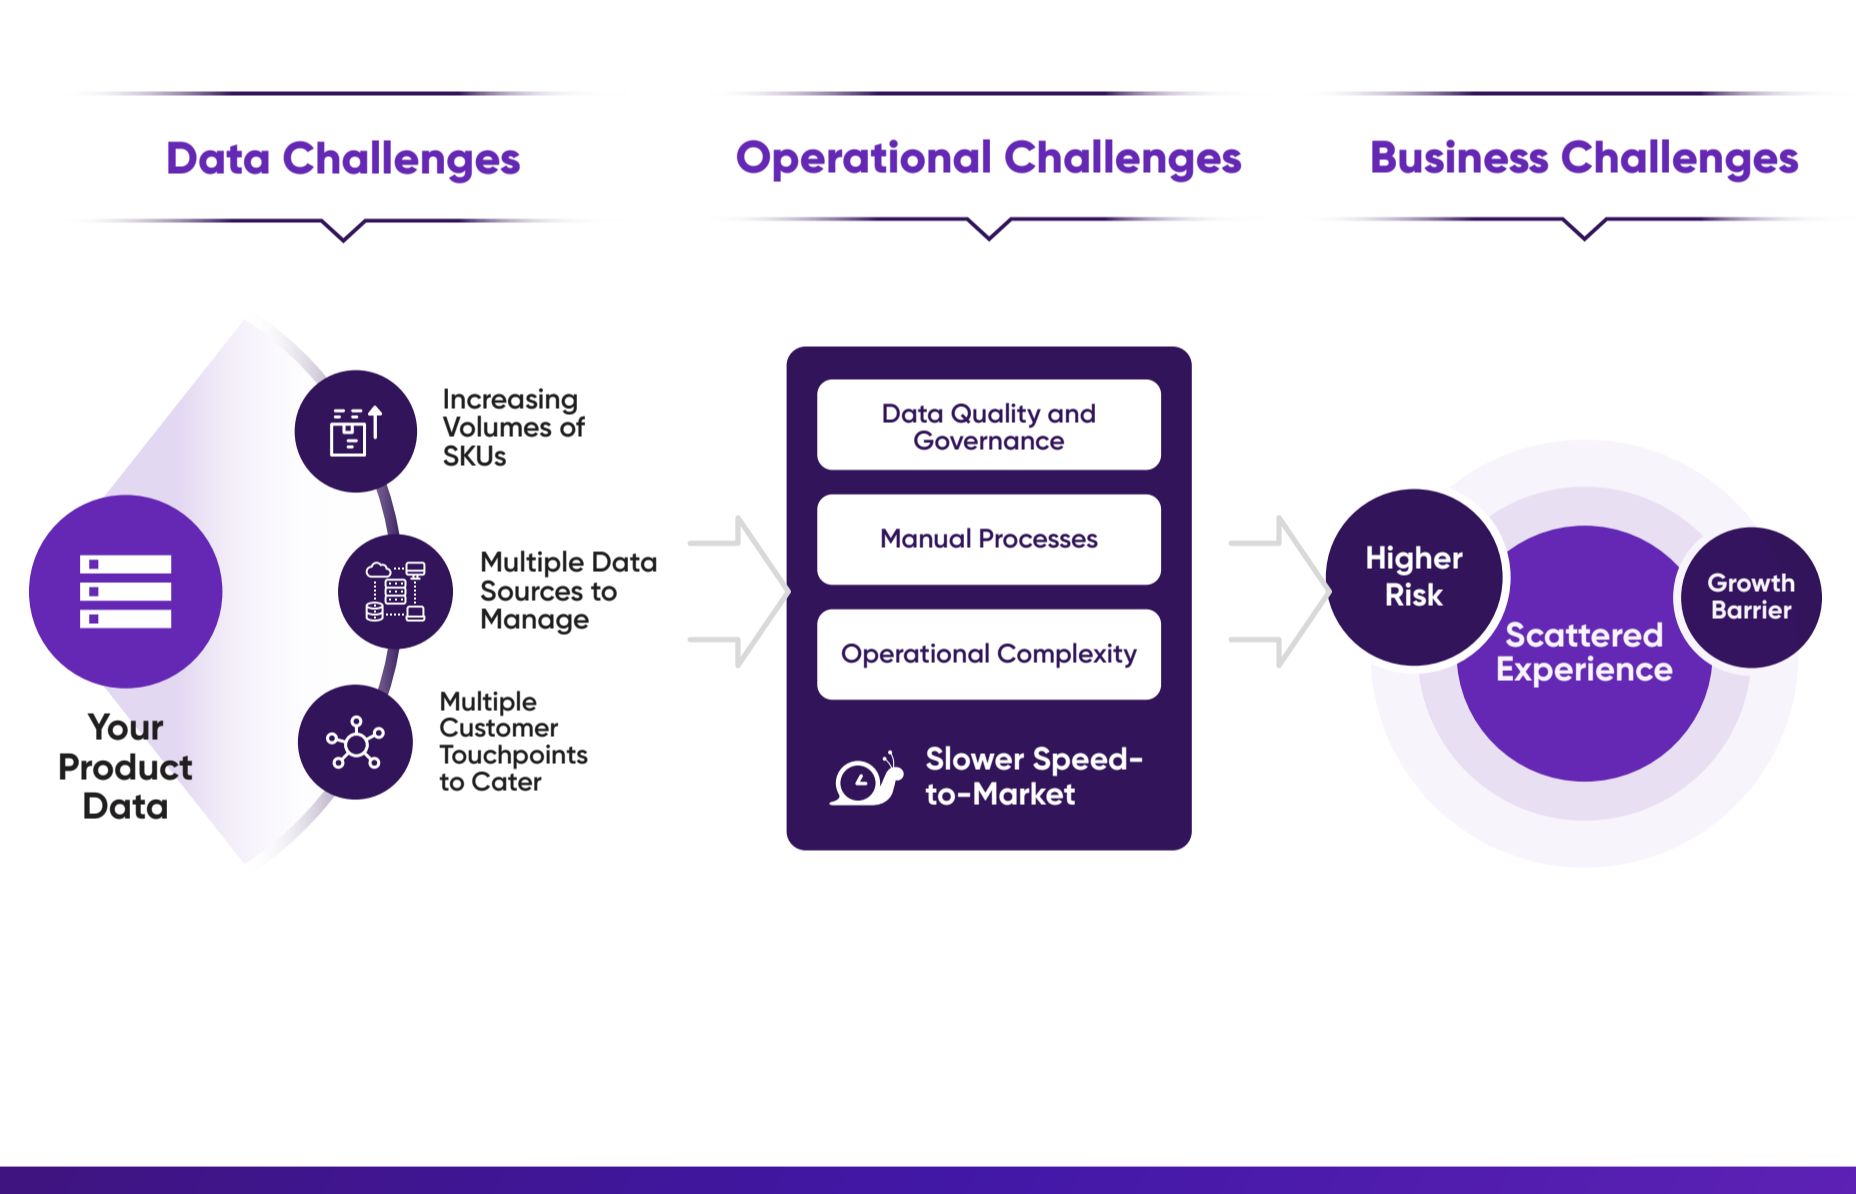 Data Challenges
Operational Challenges
Business Challenges
Increasing
Volumes of
SKUs
Multiple Data
Sources to
Manage
Multiple
Customer
Touchpoints
to Cater
Your
Product
Data
Data Quality and
Governance
Manual Processes
Operational Complexity
Slower Speed-
to-Market
Higher
Risk
Scattered
Experience
Growth
Barrier